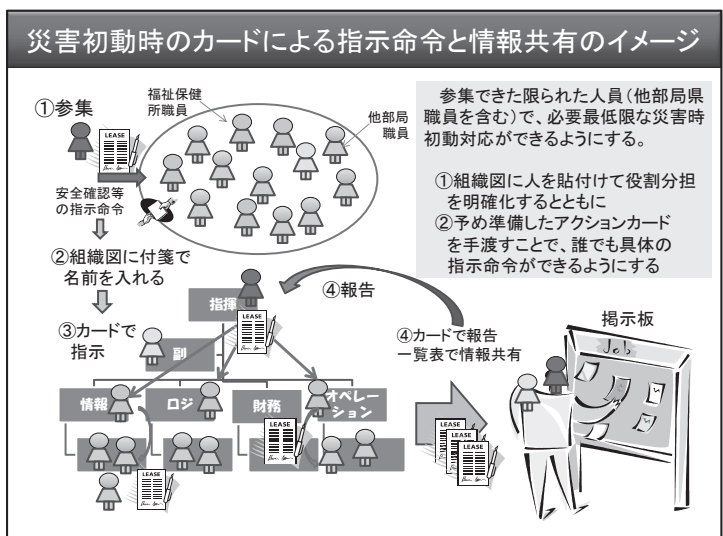 災害初動時のカードによる指示命令と情報共有のイメージ
①参集
福祉保健
所職員
他部局
職員
LEASE
安全確認等
の指示命令
参集できた限られた人員(他部局県
職員を含む)で、必要最低限な災害時
初動対応ができるようにする。
①組織図に人を貼付けて役割分担
を明確化するとともに
②予め準備したアクションカード
を手渡すことで、誰でも具体の
指示命令ができるようにする
②組織図に付箋で
名前を入れる
③カードで
指示
指揮
LEASE
副
情報
ロジ
財務
オペレー
ション
LEASE
LEASE
④報告
④カードで報告
一覧表で情報共有
LEASE
LEASE
LEASE
掲示板
Job